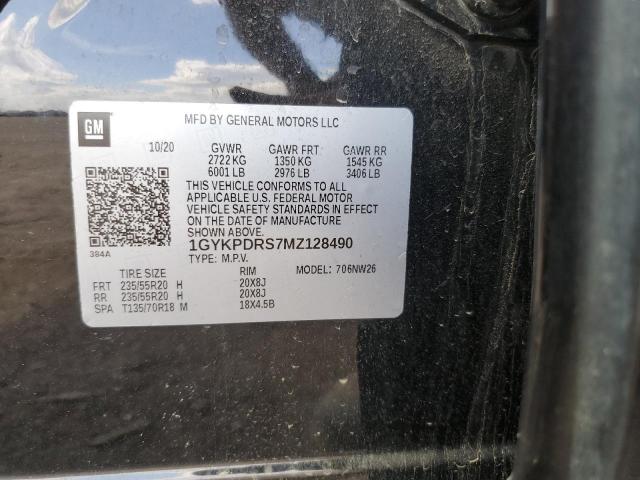 GM
MFD BY GENERAL MOTORS LLC
10/20 GVWR GAWR FRT GAWR RR
2722 KG 1350 KG 1545 KG
6001 LB 2976 LB 3406 LB
THIS VEHICLE CONFORMS TO ALL
APPLICABLE U.S. FEDERAL MOTOR
VEHICLE SAFETY STANDARDS IN EFFECT
ON THE DATE OF MANUFACTURE
SHOWN ABOVE.
384A
1GYKPDRS7MZ128490
TYPE: M.P.V.
TIRE SIZE RIM MODEL: 706NW26
FRT 235/55R20 H 20X8J
RR 235/55R20 H 20X8J
SPA T135/70R18 M 18X4.5B